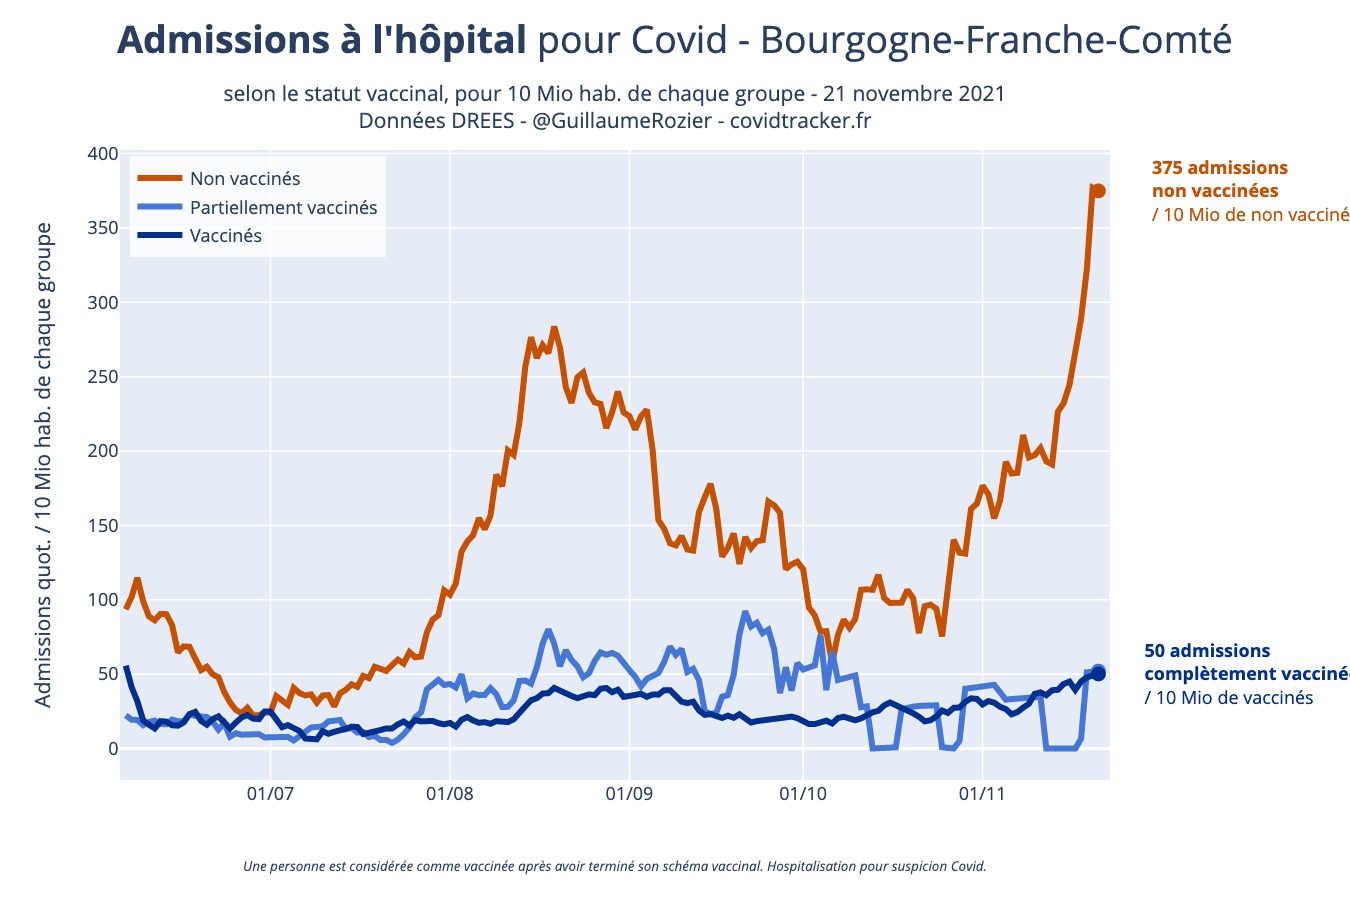 Admissions à l'hôpital pour Covid - Bourgogne-Franche-Comté
selon le statut vaccinal, pour 10 Mio hab. de chaque groupe - 21 novembre 2021
Données DREES - @GuillaumeRozier - covidtracker.fr
Admissions quot. / 10 Mio hab. de chaque groupe
400
350
300
250
200
150
100
50
0
Non vaccinés
Partiellement vaccinés
Vaccinés
375 admissions
non vaccinées
/ 10 Mio de non vacciné
50 admissions
complètement vacciné
/ 10 Mio de vaccinés
01/07
01/08
01/09
01/10
01/11
Une personne est considérée comme vaccinée après avoir terminé son schéma vaccinal. Hospitalisation pour suspicion Covid.